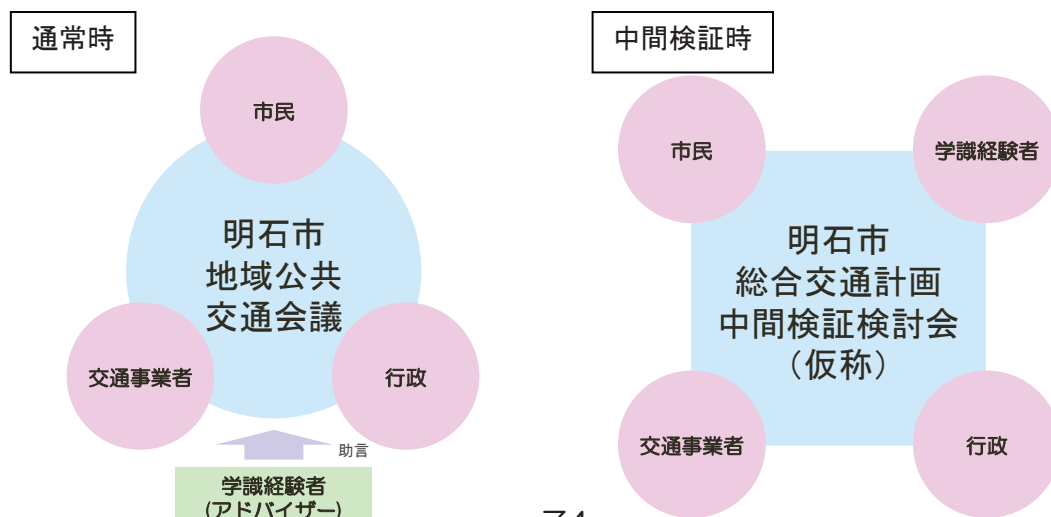 通常時
市民
明石市
地域公共
交通会議
交通事業者
行政
助言
学識経験者
(アドバイザー)
中間検証時
市民
学識経験者
明石市
総合交通計画
中間検証検討会
（仮称）
交通事業者
行政